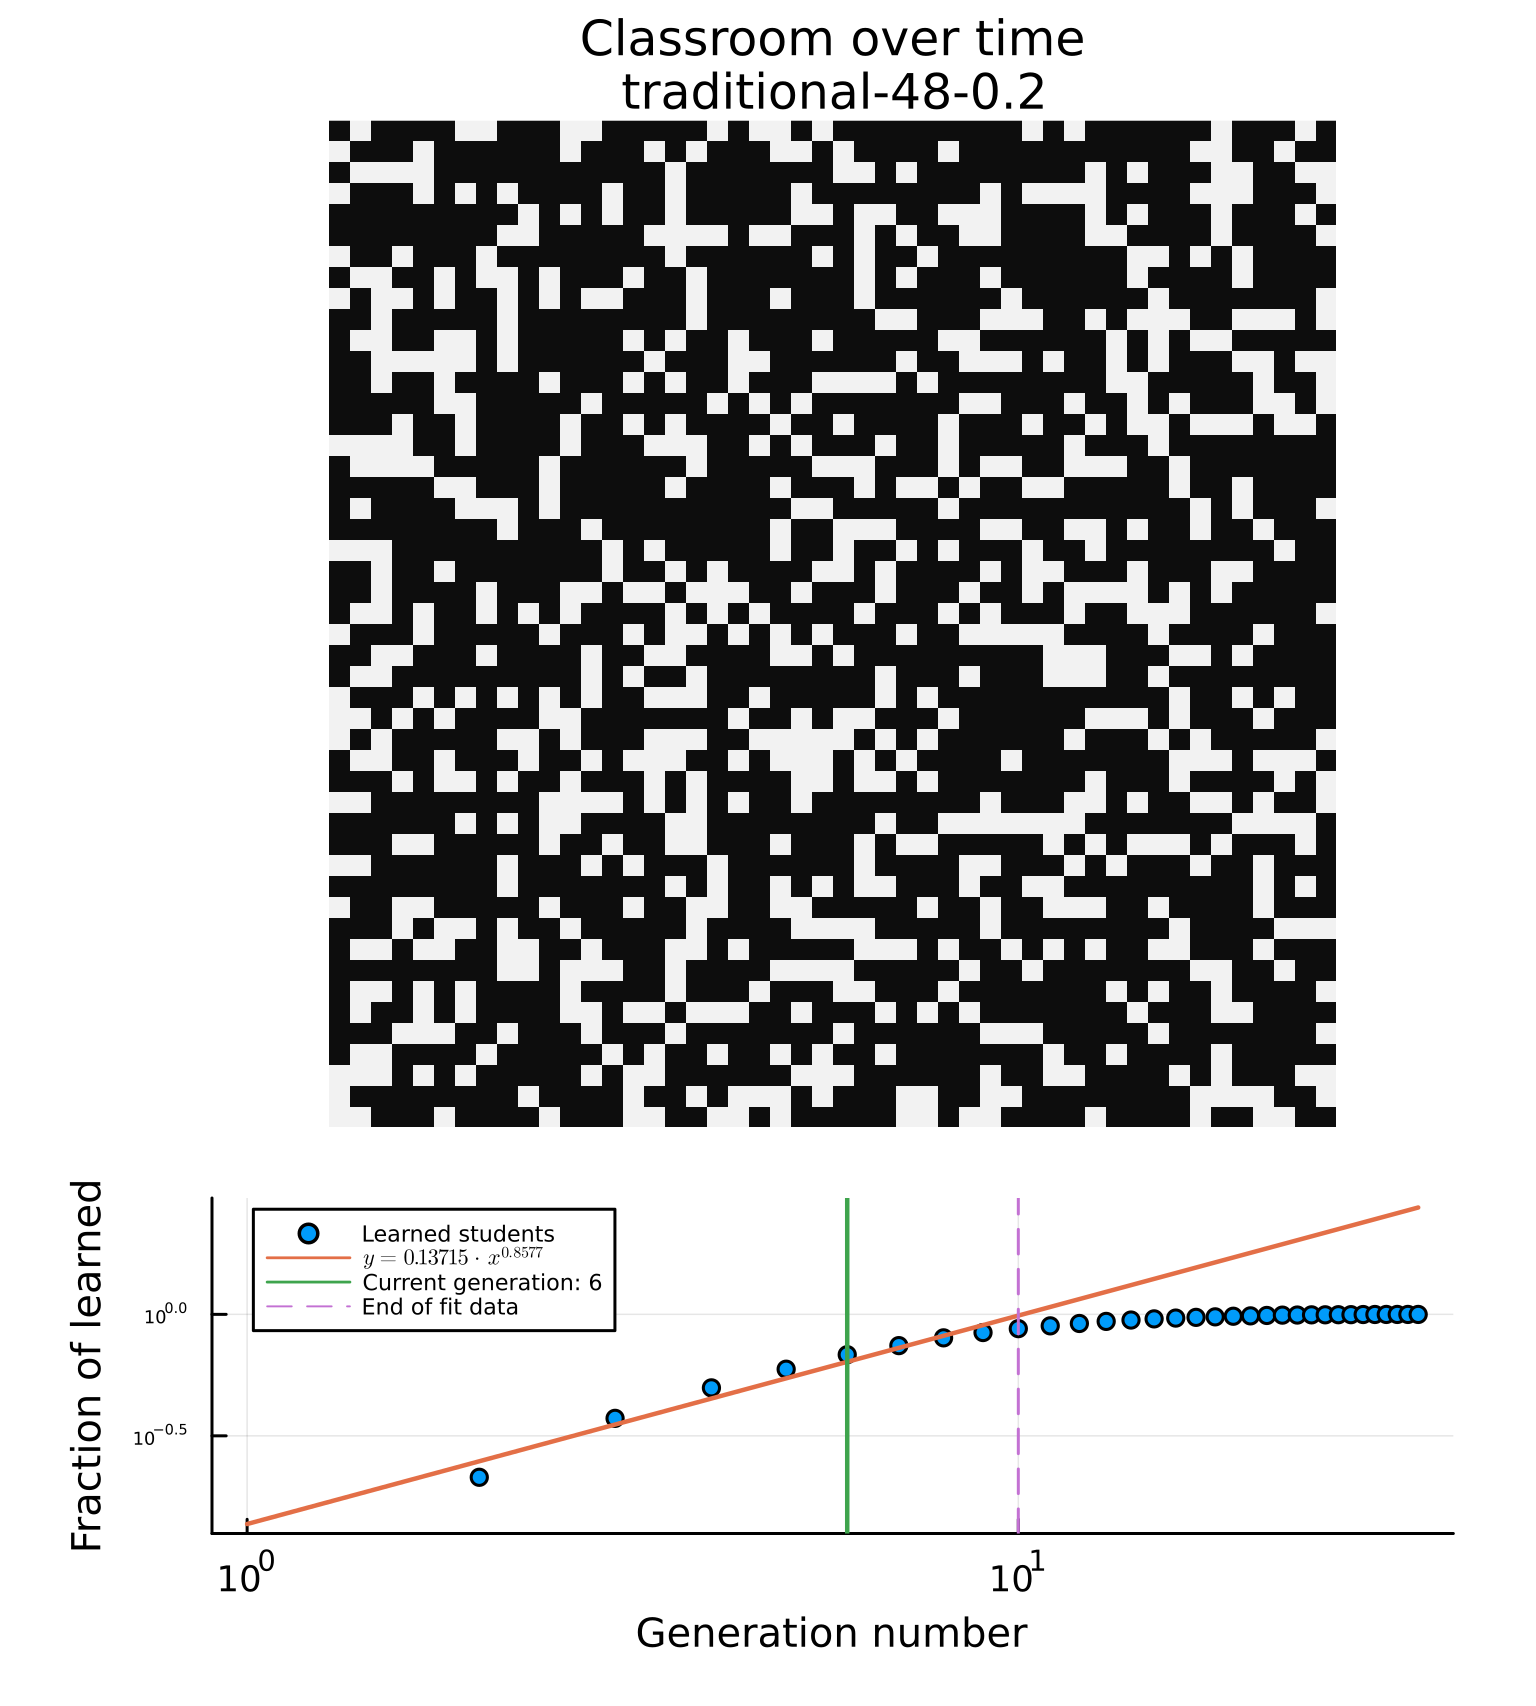 Classroom over time
traditional-48-0.2
Fraction of learned
Learned students
y = 0.13715 · x^0.8577
Current generation: 6
End of fit data
10^0.0
10^−0.5
10^0
10^1
Generation number